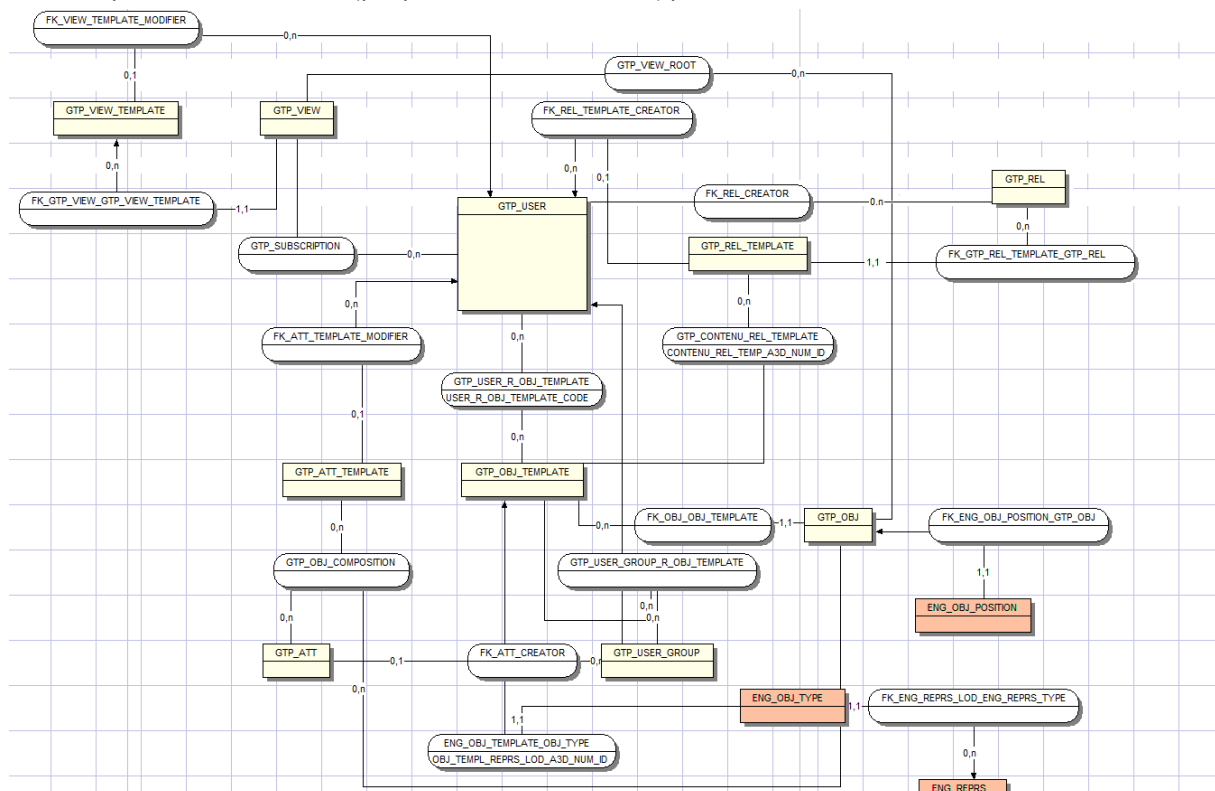 FK_VIEW_TEMPLATE_MODIFIER
0,n
0,1
GTP_VIEW_ROOT
0,n
GTP_VIEW_TEMPLATE
GTP_VIEW
FK_REL_TEMPLATE_CREATOR
0,n
0,n
0,1
GTP_REL
FK_GTP_VIEW_GTP_VIEW_TEMPLATE
1,1
GTP_USER
FK_REL_CREATOR
0,n
0,n
GTP_SUBSCRIPTION
0,n
GTP_REL_TEMPLATE
1,1
FK_GTP_REL_TEMPLATE_GTP_REL
0,n
0,n
FK_ATT_TEMPLATE_MODIFIER
0,n
GTP_CONTENU_REL_TEMPLATE
CONTENU_REL_TEMP_A3D_NUM_ID
GTP_USER_R_OBJ_TEMPLATE
USER_R_OBJ_TEMPLATE_CODE
0,1
0,n
GTP_ATT_TEMPLATE
GTP_OBJ_TEMPLATE
0,n
0,n
FK_OBJ_OBJ_TEMPLATE
1,1
GTP_OBJ
FK_ENG_OBJ_POSITION_GTP_OBJ
GTP_OBJ_COMPOSITION
GTP_USER_GROUP_R_OBJ_TEMPLATE
1,1
0,n
0,n
0,n
ENG_OBJ_POSITION
GTP_ATT
0,1
FK_ATT_CREATOR
0,n
GTP_USER_GROUP
0,n
ENG_OBJ_TYPE
1,1
FK_ENG_REPRS_LOD_ENG_REPRS_TYPE
1,1
ENG_OBJ_TEMPLATE_OBJ_TYPE
OBJ_TEMPL_REPRS_LOD_A3D_NUM_ID
0,n
ENG_REPRS